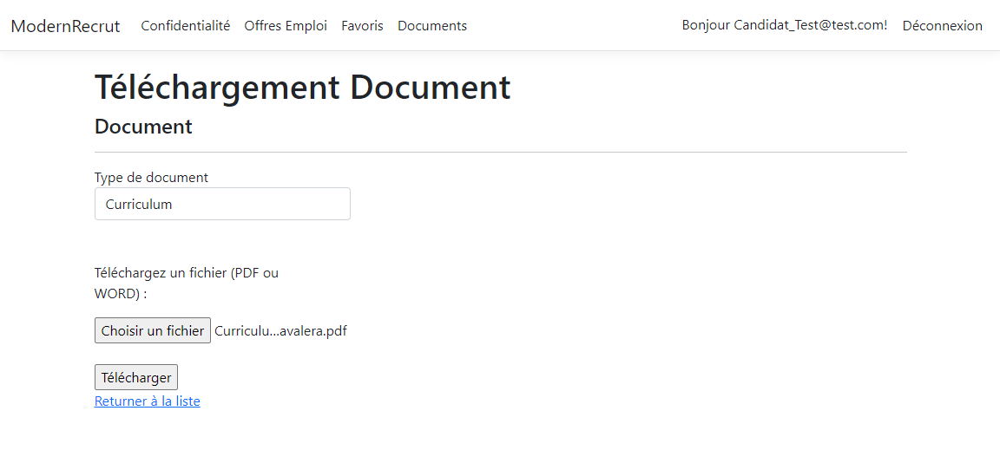 ModernRecrut Confidentialité Offres Emploi Favoris Documents Bonjour Candidat_Test@test.com! Déconnexion
Téléchargement Document
Document
Type de document
Curriculum
Téléchargez un fichier (PDF ou
WORD) :
Choisir un fichier Curriculu...avalera.pdf
Télécharger
Returner à la liste